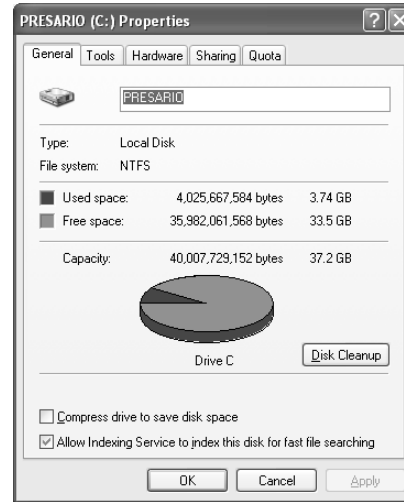 PRESARIO (C:) Properties
General Tools Hardware Sharing Quota
PRESARIO
Type: Local Disk
File system: NTFS
Used space: 4,025,667,584 bytes 3.74 GB
Free space: 35,982,061,568 bytes 33.5 GB
Capacity: 40,007,729,152 bytes 37.2 GB
Drive C
Disk Cleanup
Compress drive to save disk space
Allow Indexing Service to index this disk for fast file searching
OK Cancel Apply